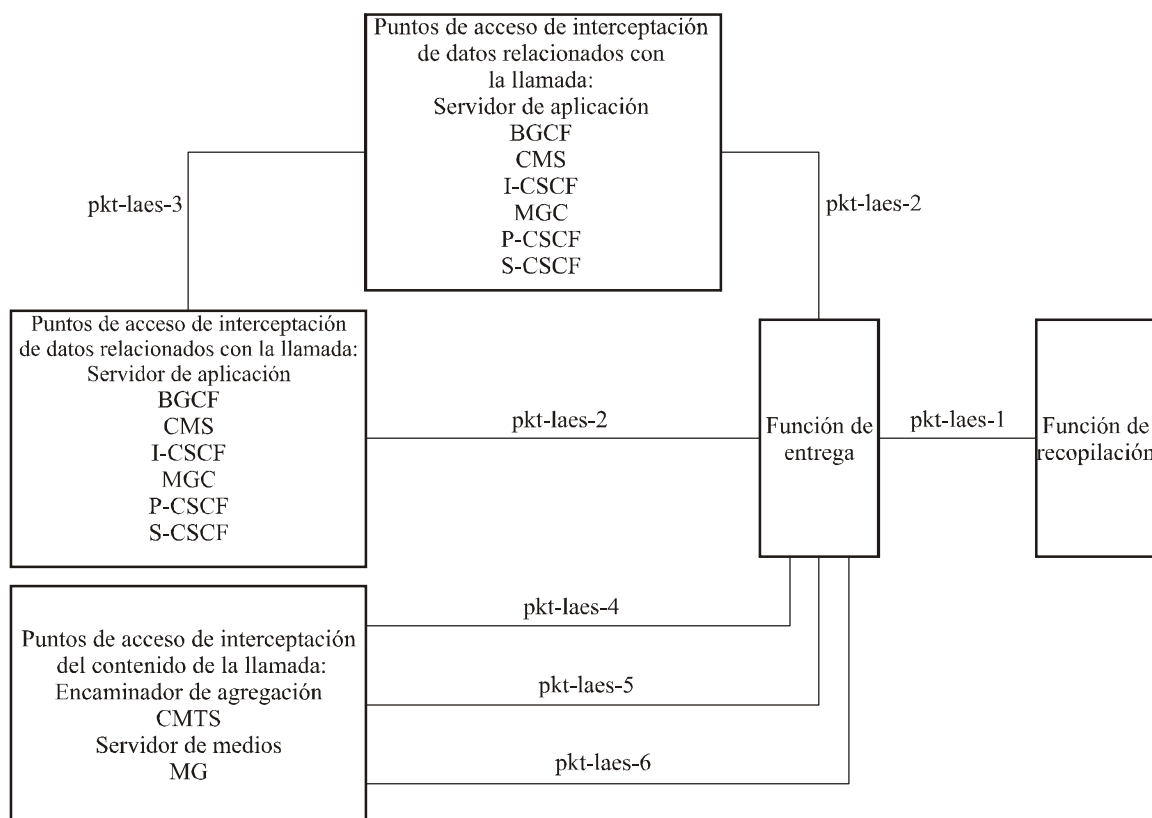 Puntos de acceso de interceptación
de datos relacionados con
la llamada:
Servidor de aplicación
BGCF
CMS
I-CSCF
MGC
P-CSCF
S-CSCF
pkt-laes-3
pkt-laes-2
Puntos de acceso de interceptación
de datos relacionados con la llamada:
Servidor de aplicación
BGCF
CMS
I-CSCF
MGC
P-CSCF
S-CSCF
pkt-laes-2
Función de
entrega
pkt-laes-1
Función de
recopilación
Puntos de acceso de interceptación
del contenido de la llamada:
Encaminador de agregación
CMTS
Servidor de medios
MG
pkt-laes-4
pkt-laes-5
pkt-laes-6